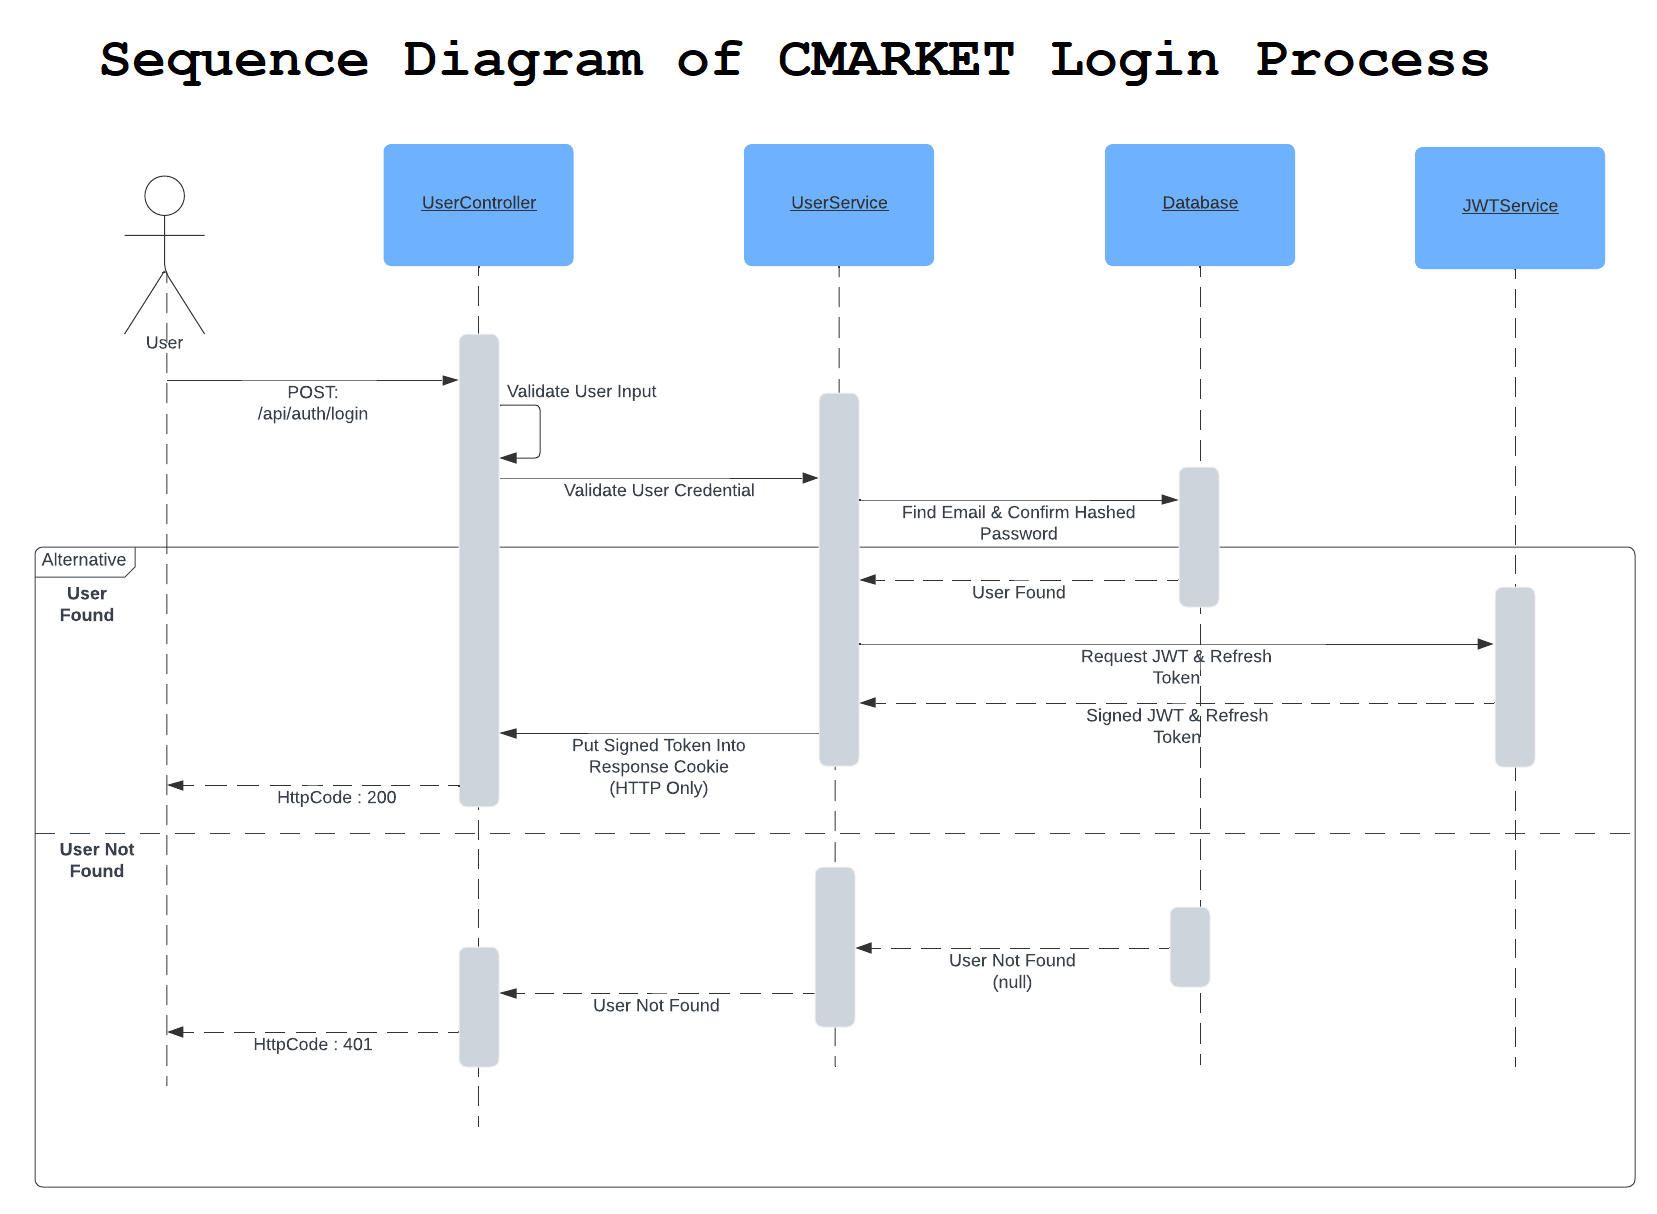 Sequence Diagram of CMARKET Login Process
UserController
UserService
Database
JWTService
User
POST:
/api/auth/login
Validate User Input
Validate User Credential
Find Email & Confirm Hashed
Password
Alternative
User
Found
User Found
Request JWT & Refresh
Token
Signed JWT & Refresh
Token
Put Signed Token Into
Response Cookie
(HTTP Only)
HttpCode : 200
User Not
Found
User Not Found
(null)
User Not Found
HttpCode : 401